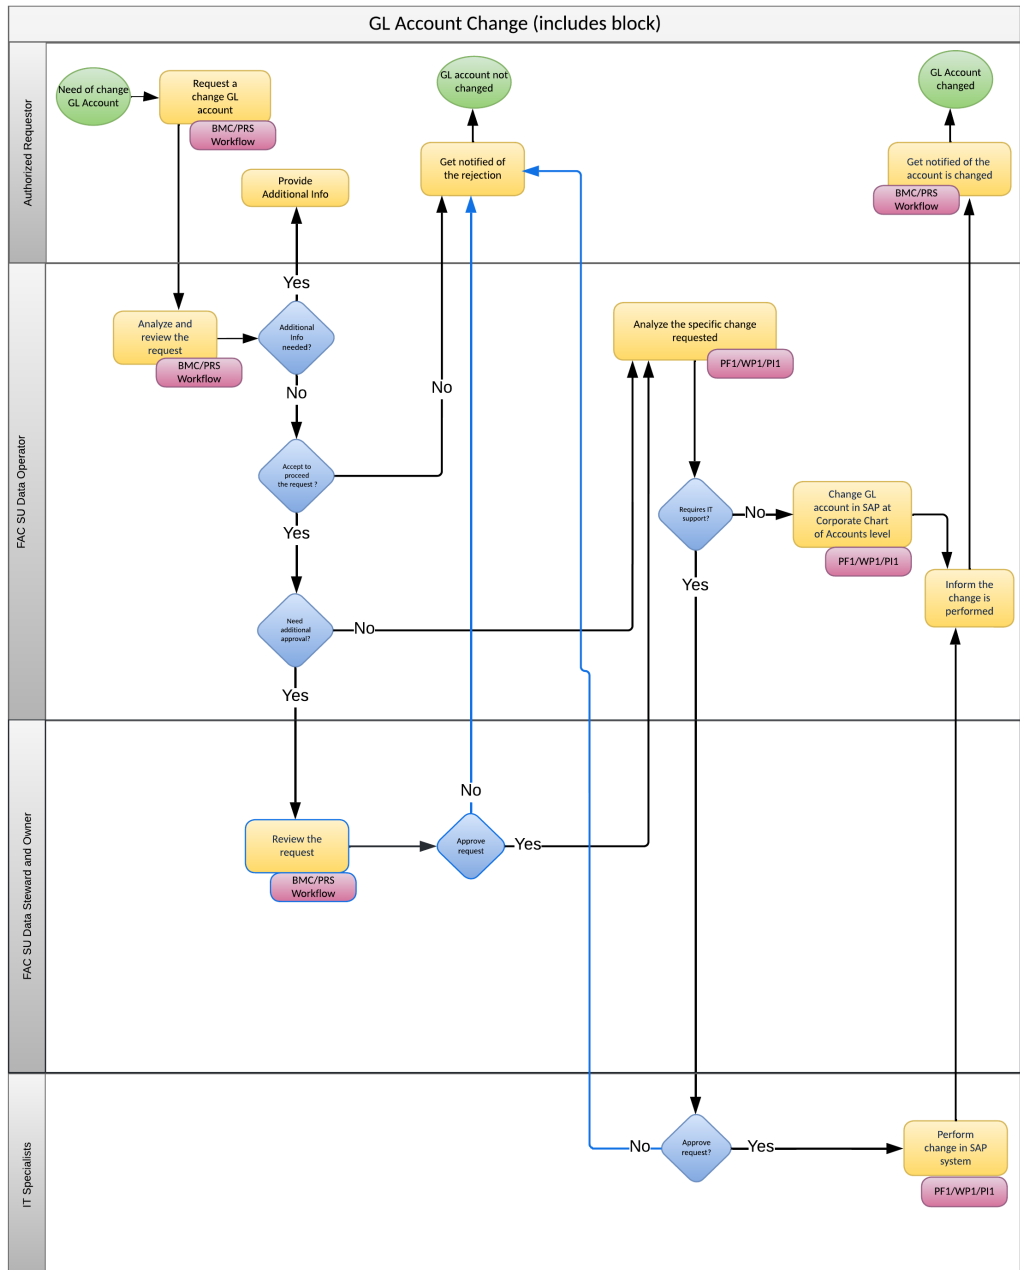 GL Account Change (includes block)
Authorized Requestor
Need of change
GL Account
Request a
change GL
account
BMC/PRS
Workflow
Provide
Additional Info
GL account not
changed
Get notified of
the rejection
GL Account
changed
Get notified of the
account is changed
BMC/PRS
Workflow
FAC SU Data Operator
Yes
Analyze and
review the
request
BMC/PRS
Workflow
Additional
Info
needed?
No
Accept to
proceed
the request ?
No
Yes
Need
additional
approval?
No
Yes
Analyze the specific change
requested
PF1/WP1/PI1
Requires IT
support?
No
Yes
Change GL
account in SAP at
Corporate Chart
of Accounts level
PF1/WP1/PI1
Inform the
change is
performed
FAC SU Data Steward and Owner
Review the
request
BMC/PRS
Workflow
No
Approve
request
Yes
IT Specialists
No
Approve
request?
Yes
Perform
change in SAP
system
PF1/WP1/PI1